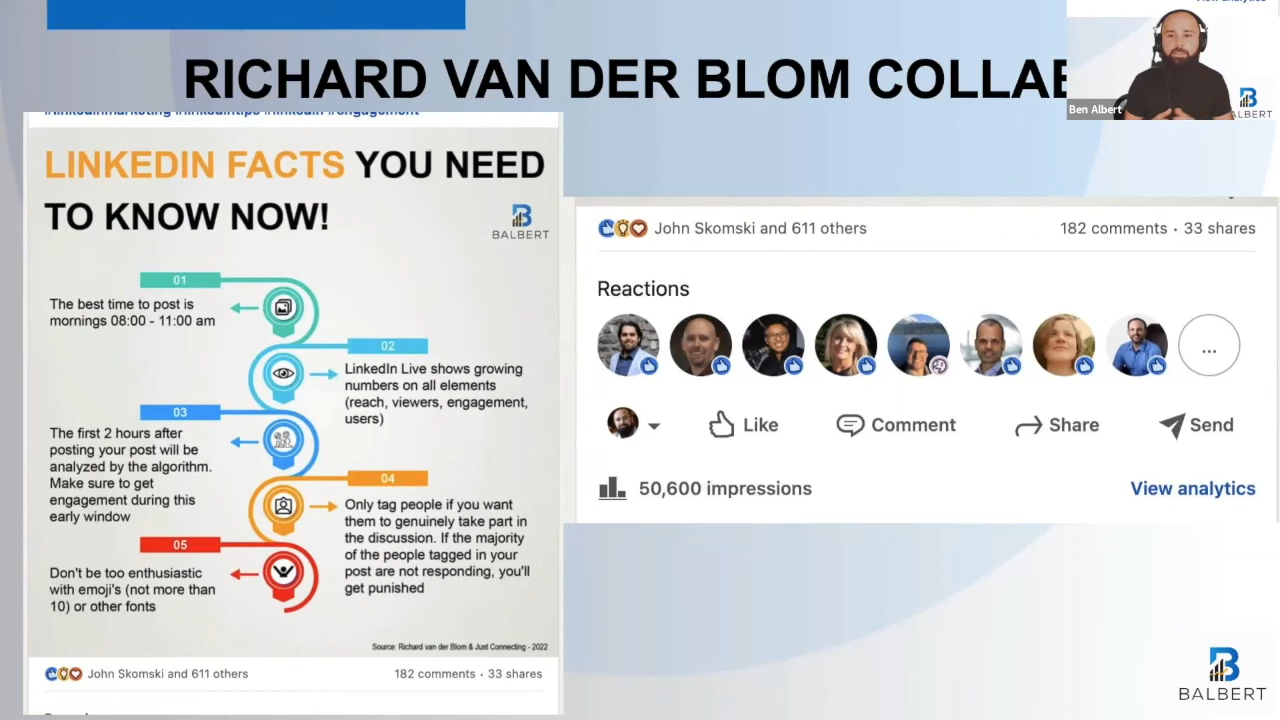 View analytics
RICHARD VAN DER BLOM COLLAB
Ben Albert
BALBERT
#linkedinmarketing #linkedintips #linkedin #engagement
LINKEDIN FACTS YOU NEED
TO KNOW NOW!
BALBERT
01
The best time to post is
mornings 08:00 - 11:00 am
02
LinkedIn Live shows growing
numbers on all elements
(reach, viewers, engagement,
users)
03
The first 2 hours after
posting your post will be
analyzed by the algorithm.
Make sure to get
engagement during this
early window
04
Only tag people if you want
them to genuinely take part in
the discussion. If the majority
of the people tagged in your
post are not responding, you'll
get punished
05
Don't be too enthusiastic
with emoji's (not more than
10) or other fonts
Source: Richard van der Blom & Just Connecting - 2022
John Skomski and 611 others
182 comments · 33 shares
John Skomski and 611 others
182 comments · 33 shares
Reactions
...
Like
Comment
Share
Send
50,600 impressions
View analytics
BALBERT